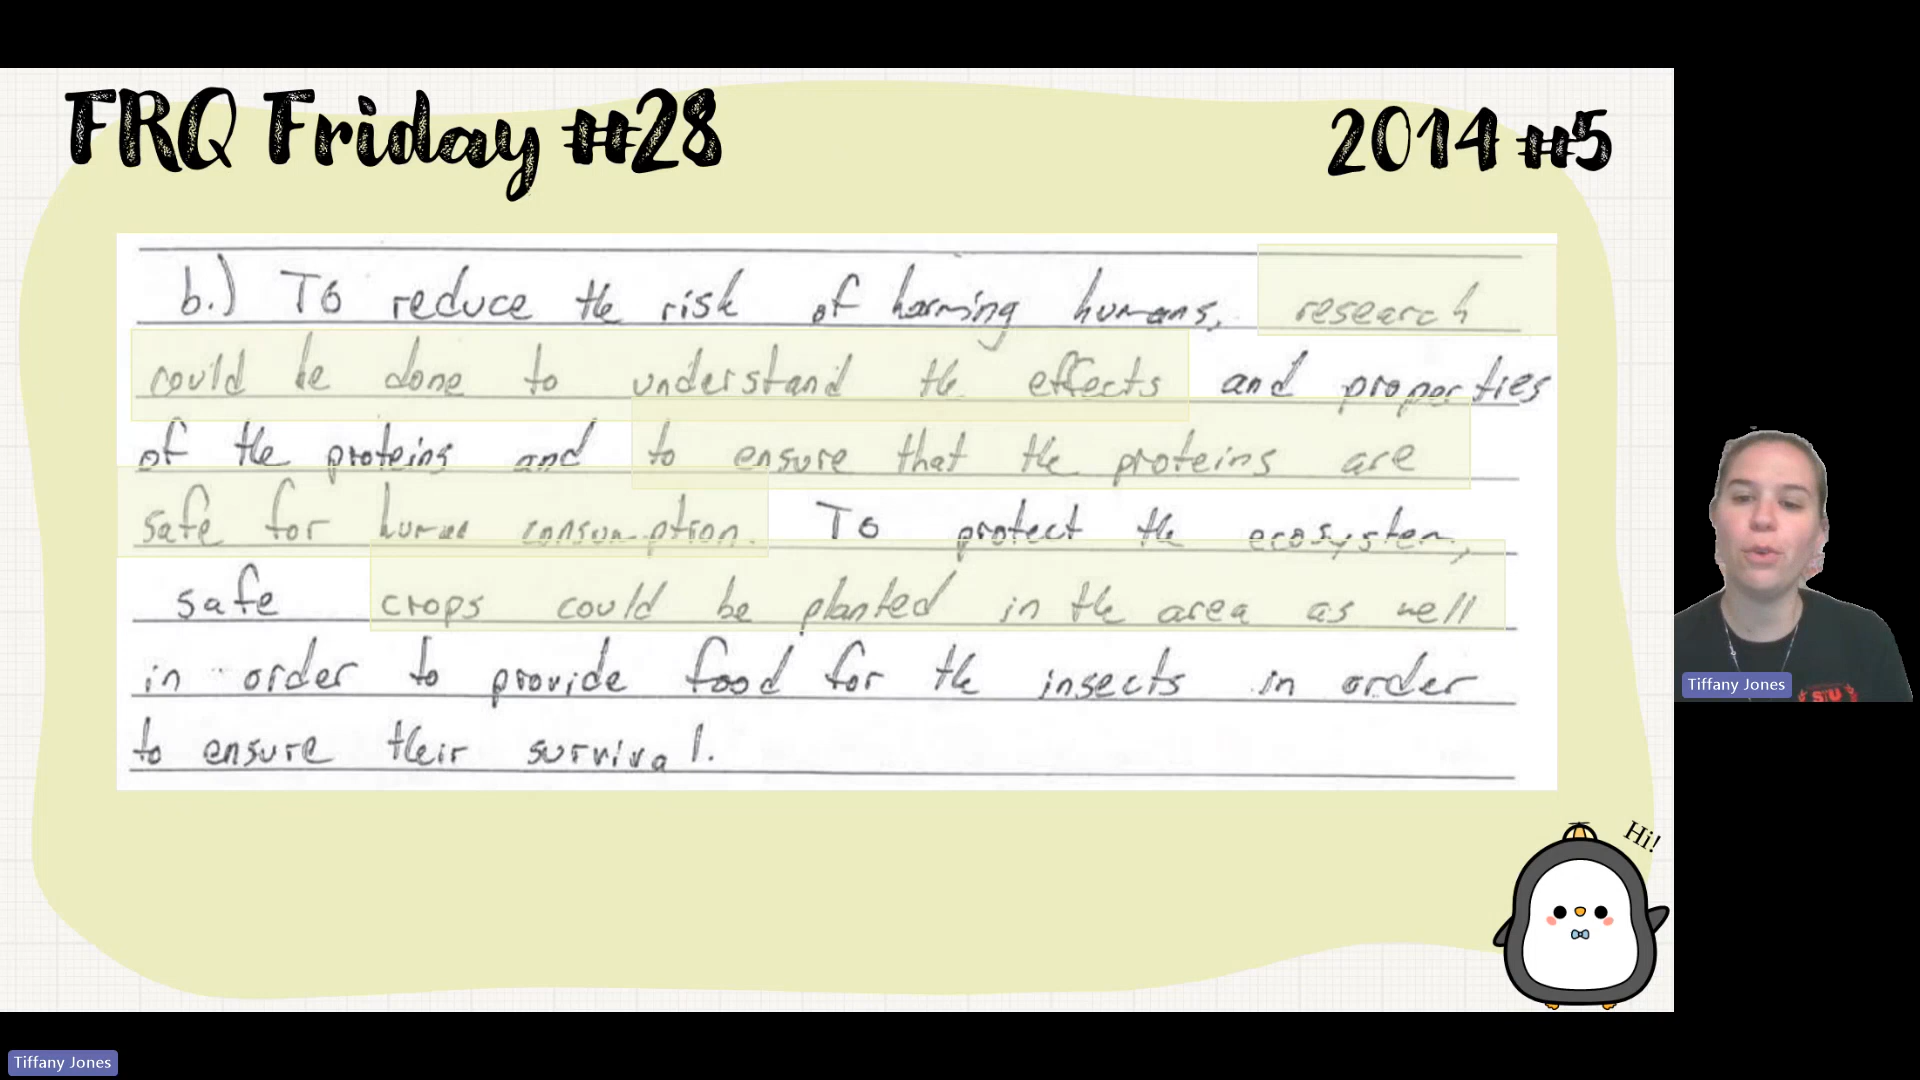 FRQ Friday #28
2014 #5
b.) To reduce the risk of harming humans, research
could be done to understand the effects and properties
of the proteins and to ensure that the proteins are
safe for human consumption. To protect the ecosystem,
safe crops could be planted in the area as well
in order to provide food for the insects in order
to ensure their survival.
Hi!
STU
Tiffany Jones
Tiffany Jones